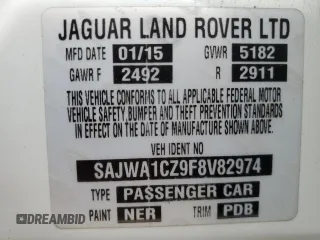 JAGUAR LAND ROVER LTD
MFD DATE 01/15 GVWR 5182
GAWR F 2492 R 2911
THIS VEHICLE CONFORMS TO ALL APPLICABLE FEDERAL MOTOR
VEHICLE SAFETY, BUMPER AND THEFT PREVENTION STANDARDS
IN EFFECT ON THE DATE OF MANUFACTURE SHOWN ABOVE.
VEH IDENT NO
SAJWA1CZ9F8V82974
TYPE PASSENGER CAR
PAINT NER TRIM PDB
DREAMBID